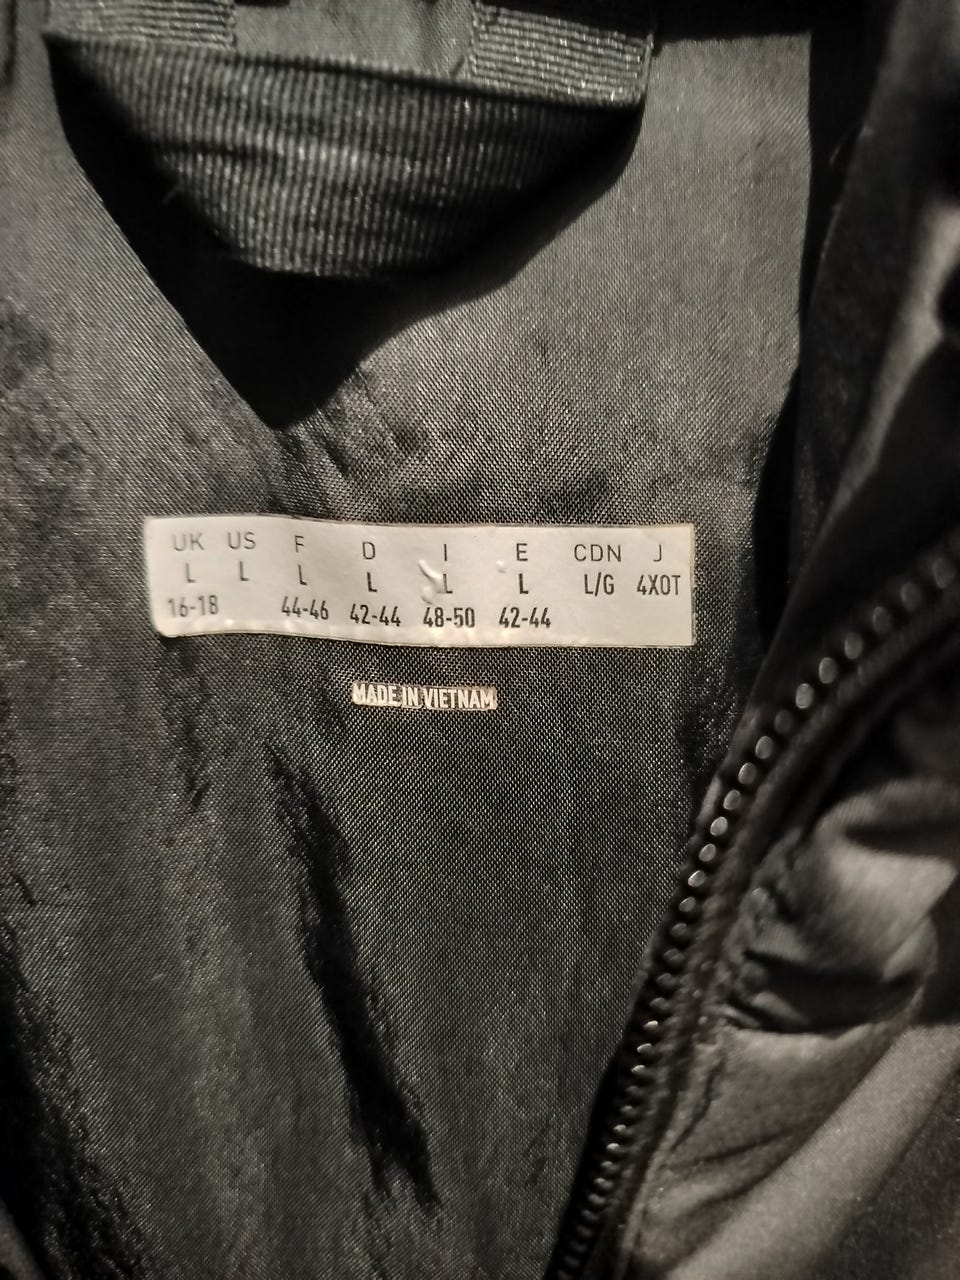 UK US F D I E CDN J
L L L L L L L/G 4XOT
16-18 44-46 42-44 48-50 42-44
MADE IN VIETNAM